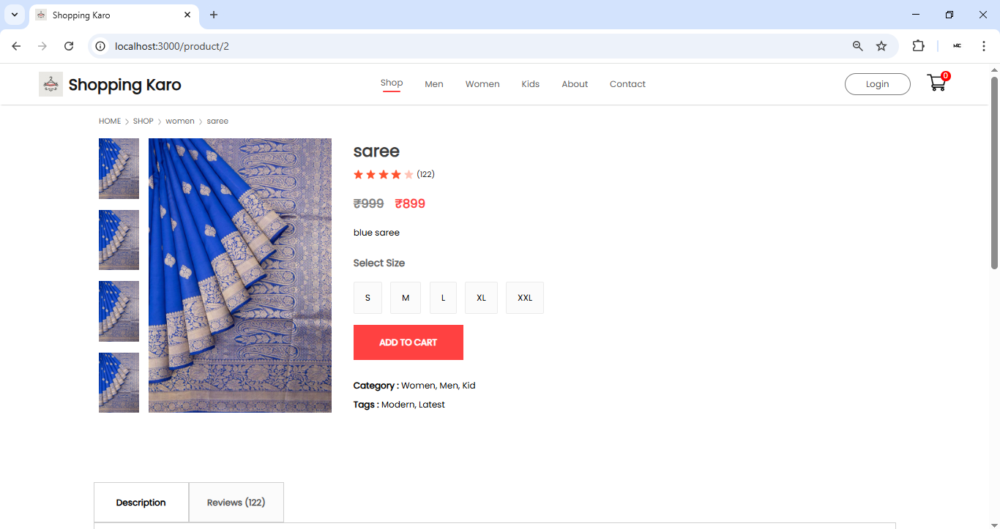 Shopping Karo
localhost:3000/product/2
Shopping Karo
Shop Men Women Kids About Contact
Login
0
HOME > SHOP > women > saree
saree
(122)
₹999 ₹899
blue saree
Select Size
S M L XL XXL
ADD TO CART
Category : Women, Men, Kid
Tags : Modern, Latest
Description Reviews (122)